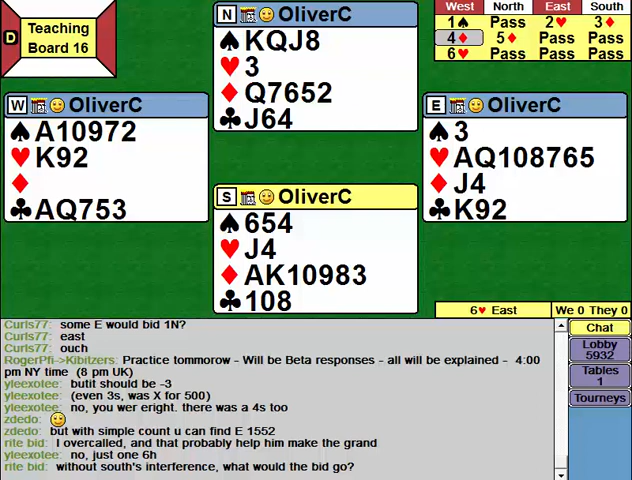 N OliverC
West North East South
Teaching
Board 16
D
1♠ Pass 2♥ 3♦
4♦ 5♦ Pass Pass
6♥ Pass Pass Pass
♠KQJ8
♥3
♦Q7652
♣J64
W OliverC
♠A10972
♥K92
♦
♣AQ753
E OliverC
♠3
♥AQ108765
♦J4
♣K92
S OliverC
♠654
♥J4
♦AK10983
♣108
6♥ East We 0 They 0
Curls77: some E would bid 1N?
Curls77: east
Curls77: ouch
RogerPfi->Kibitzers: Practice tommorow - Will be Beta responses - all will be explained - 4:00
pm NY time (8 pm UK)
yleexotee: butit should be -3
yleexotee: (even 3s, was X for 500)
yleexotee: no, you wer eright. there was a 4s too
zdedo:
zdedo: but with simple count u can find E 1552
rite bid: I overcalled, and that probably help him make the grand
yleexotee: no, just one 6h
rite bid: without south's interference, what would the bid go?
Chat
Lobby
5932
Tables
1
Tourneys